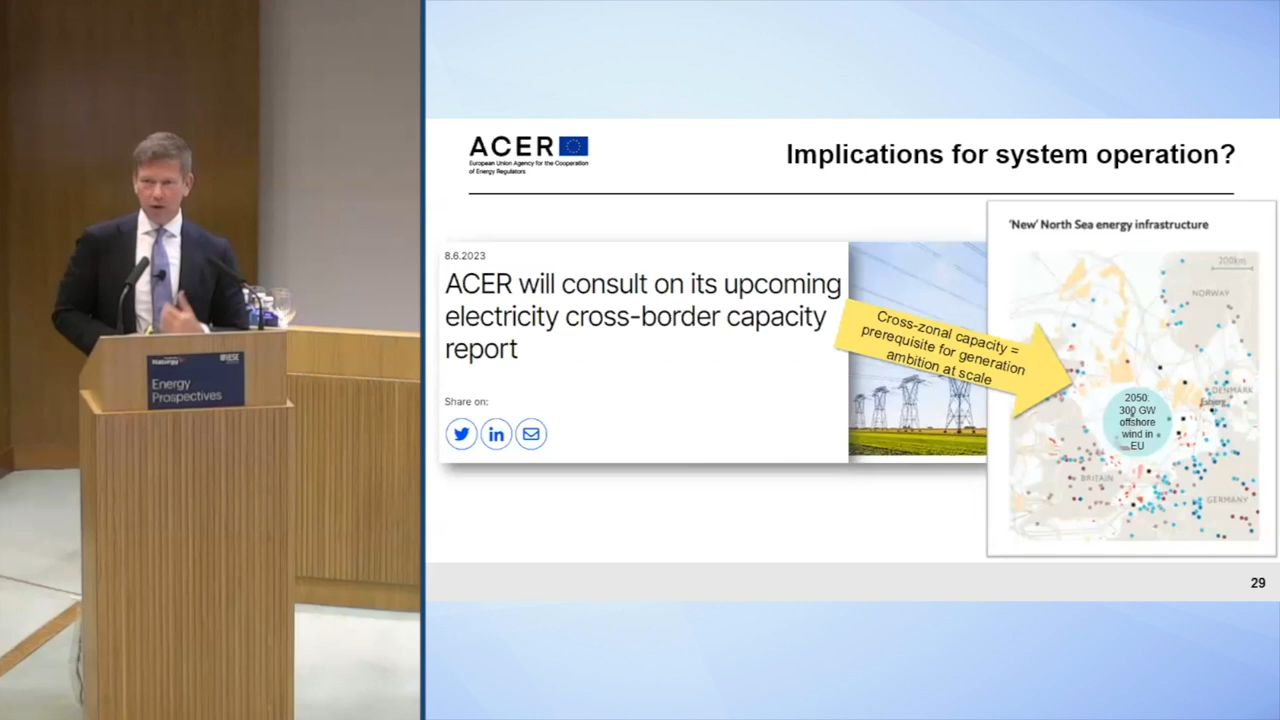 Naturgy
IESE
Energy
Prospectives
ACER
European Union Agency for the Cooperation
of Energy Regulators
Implications for system operation?
8.6.2023
ACER will consult on its upcoming
electricity cross-border capacity
report
Share on:
Cross-zonal capacity =
prerequisite for generation
ambition at scale
'New' North Sea energy infrastructure
200km
NORWAY
DENMARK
Esbjerg
2050:
300 GW
offshore
wind in
EU
BRITAIN
GERMANY
29